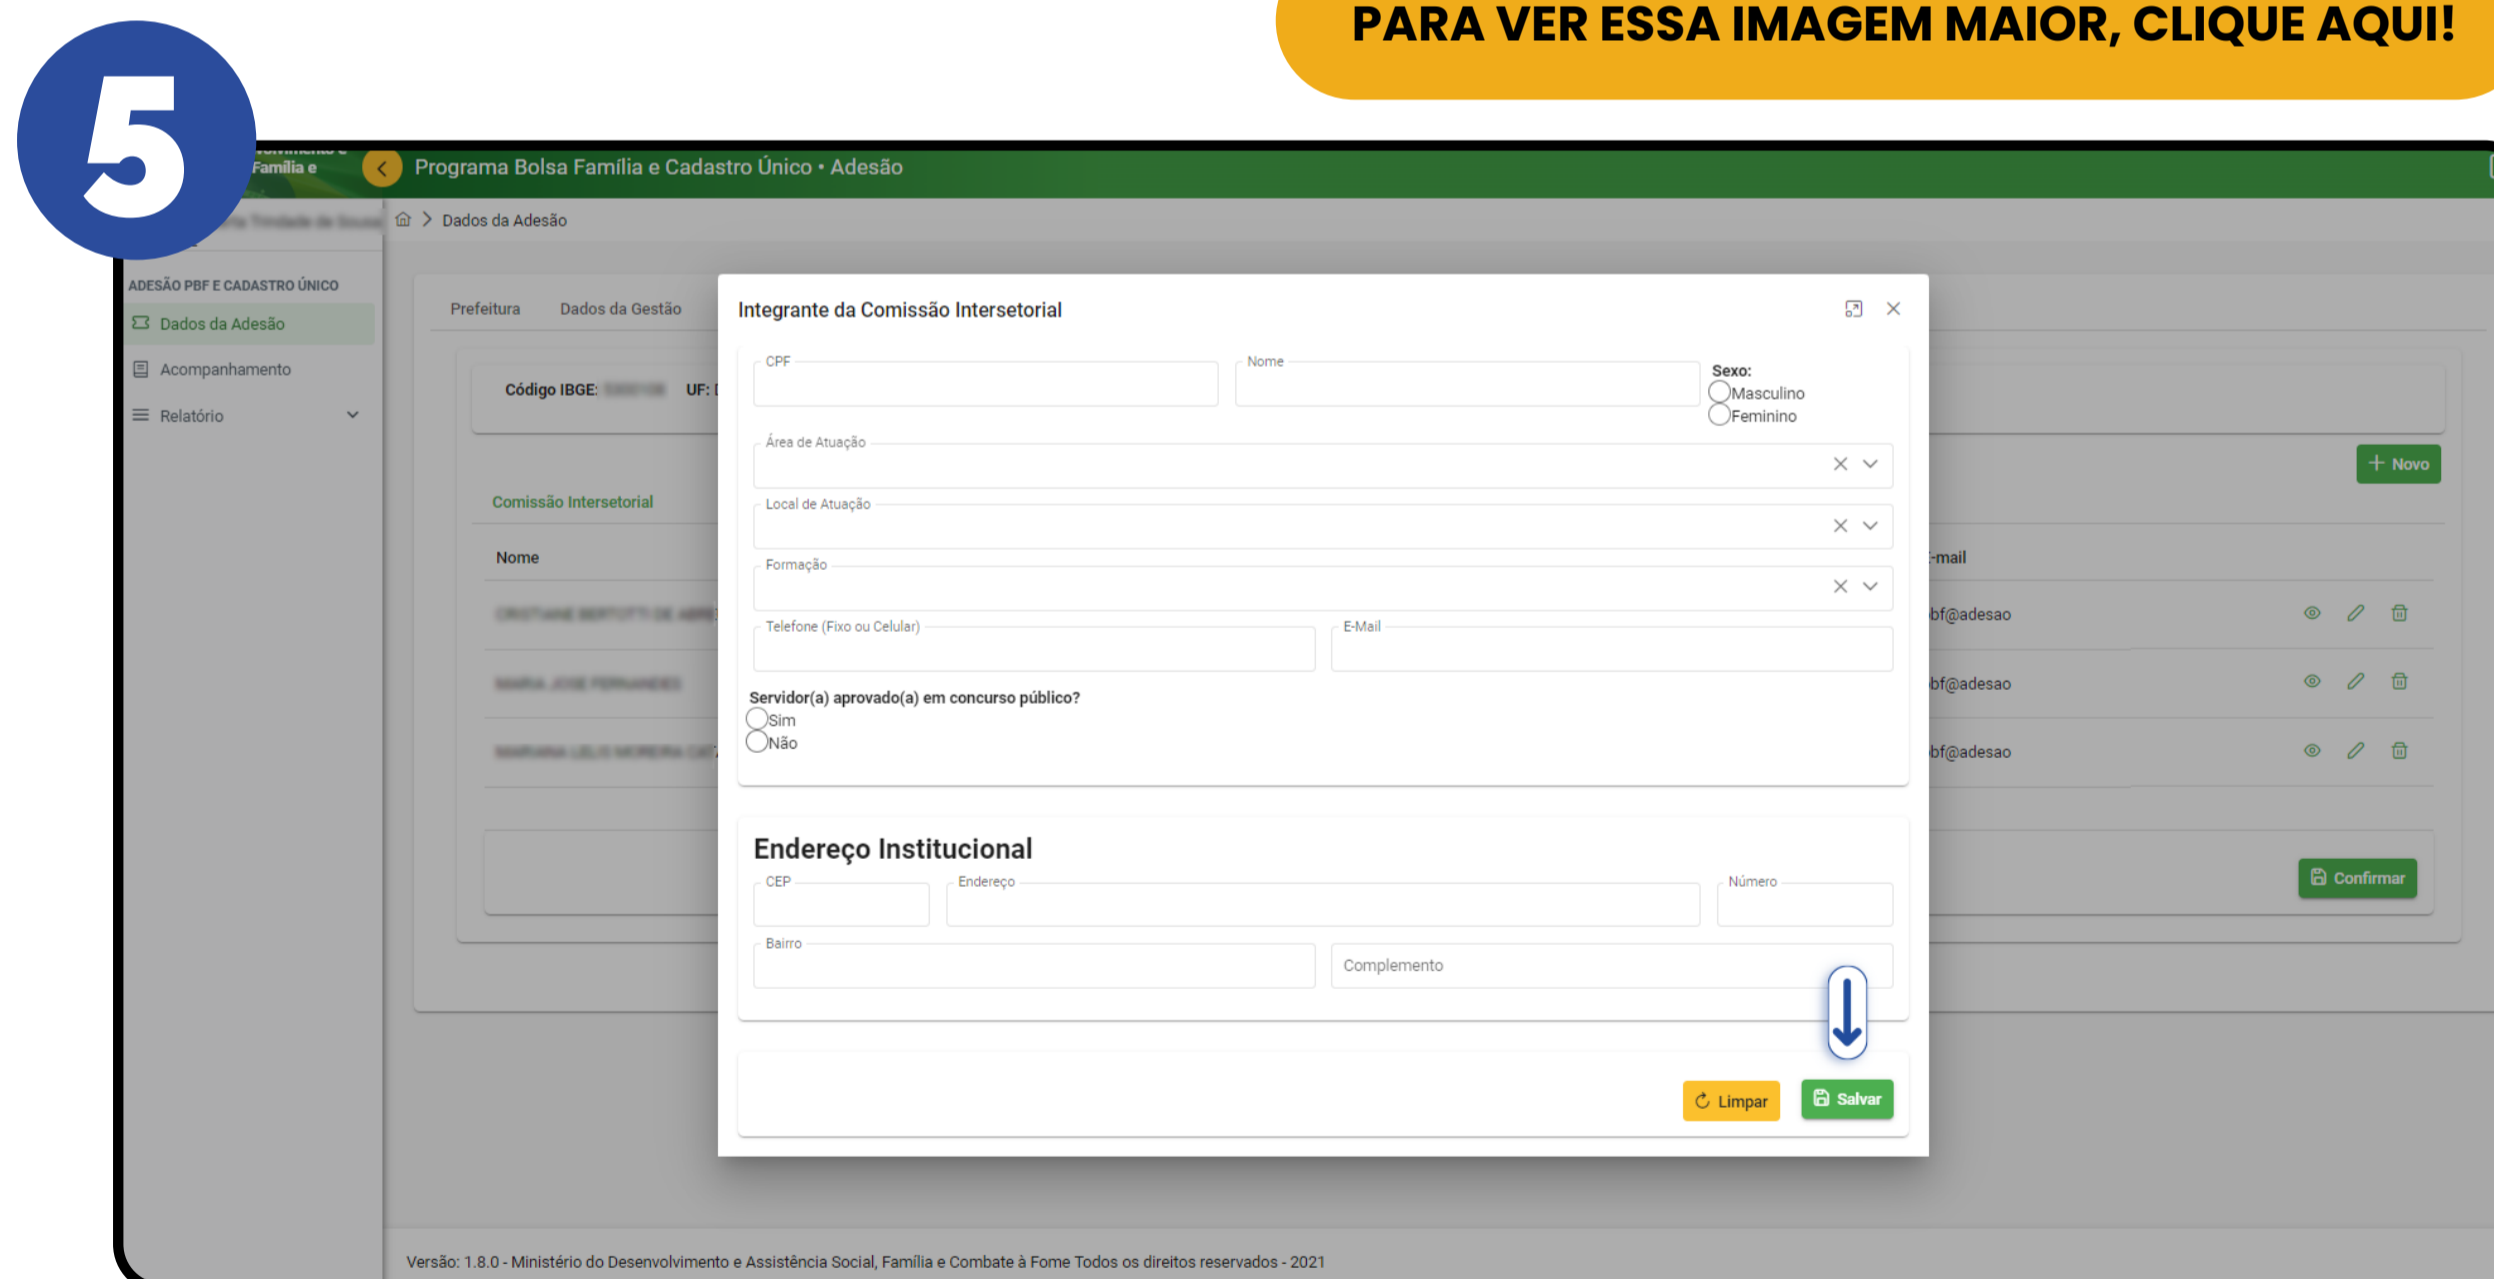 PARA VER ESSA IMAGEM MAIOR, CLIQUE AQUI!
5
Família e
Programa Bolsa Família e Cadastro Único • Adesão
Dados da Adesão
ADESÃO PBF E CADASTRO ÚNICO
Dados da Adesão
Acompanhamento
Relatório
Prefeitura Dados da Gestão
Código IBGE: UF:
+ Novo
Comissão Intersetorial
Nome
-mail
bf@adesao
bf@adesao
bf@adesao
Confirmar
Integrante da Comissão Intersetorial
CPF
Nome
Sexo:
Masculino
Feminino
Área de Atuação
Local de Atuação
Formação
Telefone (Fixo ou Celular)
E-Mail
Servidor(a) aprovado(a) em concurso público?
Sim
Não
Endereço Institucional
CEP
Endereço
Número
Bairro
Complemento
Limpar
Salvar
Versão: 1.8.0 - Ministério do Desenvolvimento e Assistência Social, Família e Combate à Fome Todos os direitos reservados - 2021